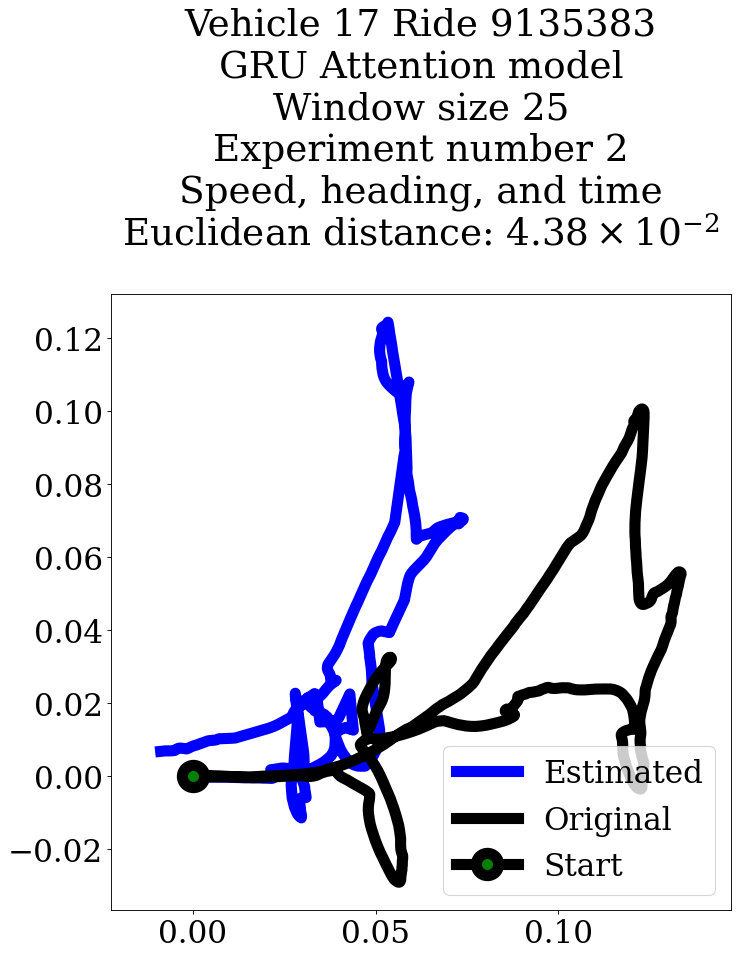 Vehicle 17 Ride 9135383
GRU Attention model
Window size 25
Experiment number 2
Speed, heading, and time
Euclidean distance: 4.38 × 10⁻²
0.12
0.10
0.08
0.06
0.04
0.02
0.00
−0.02
Estimated
Original
Start
0.00 0.05 0.10